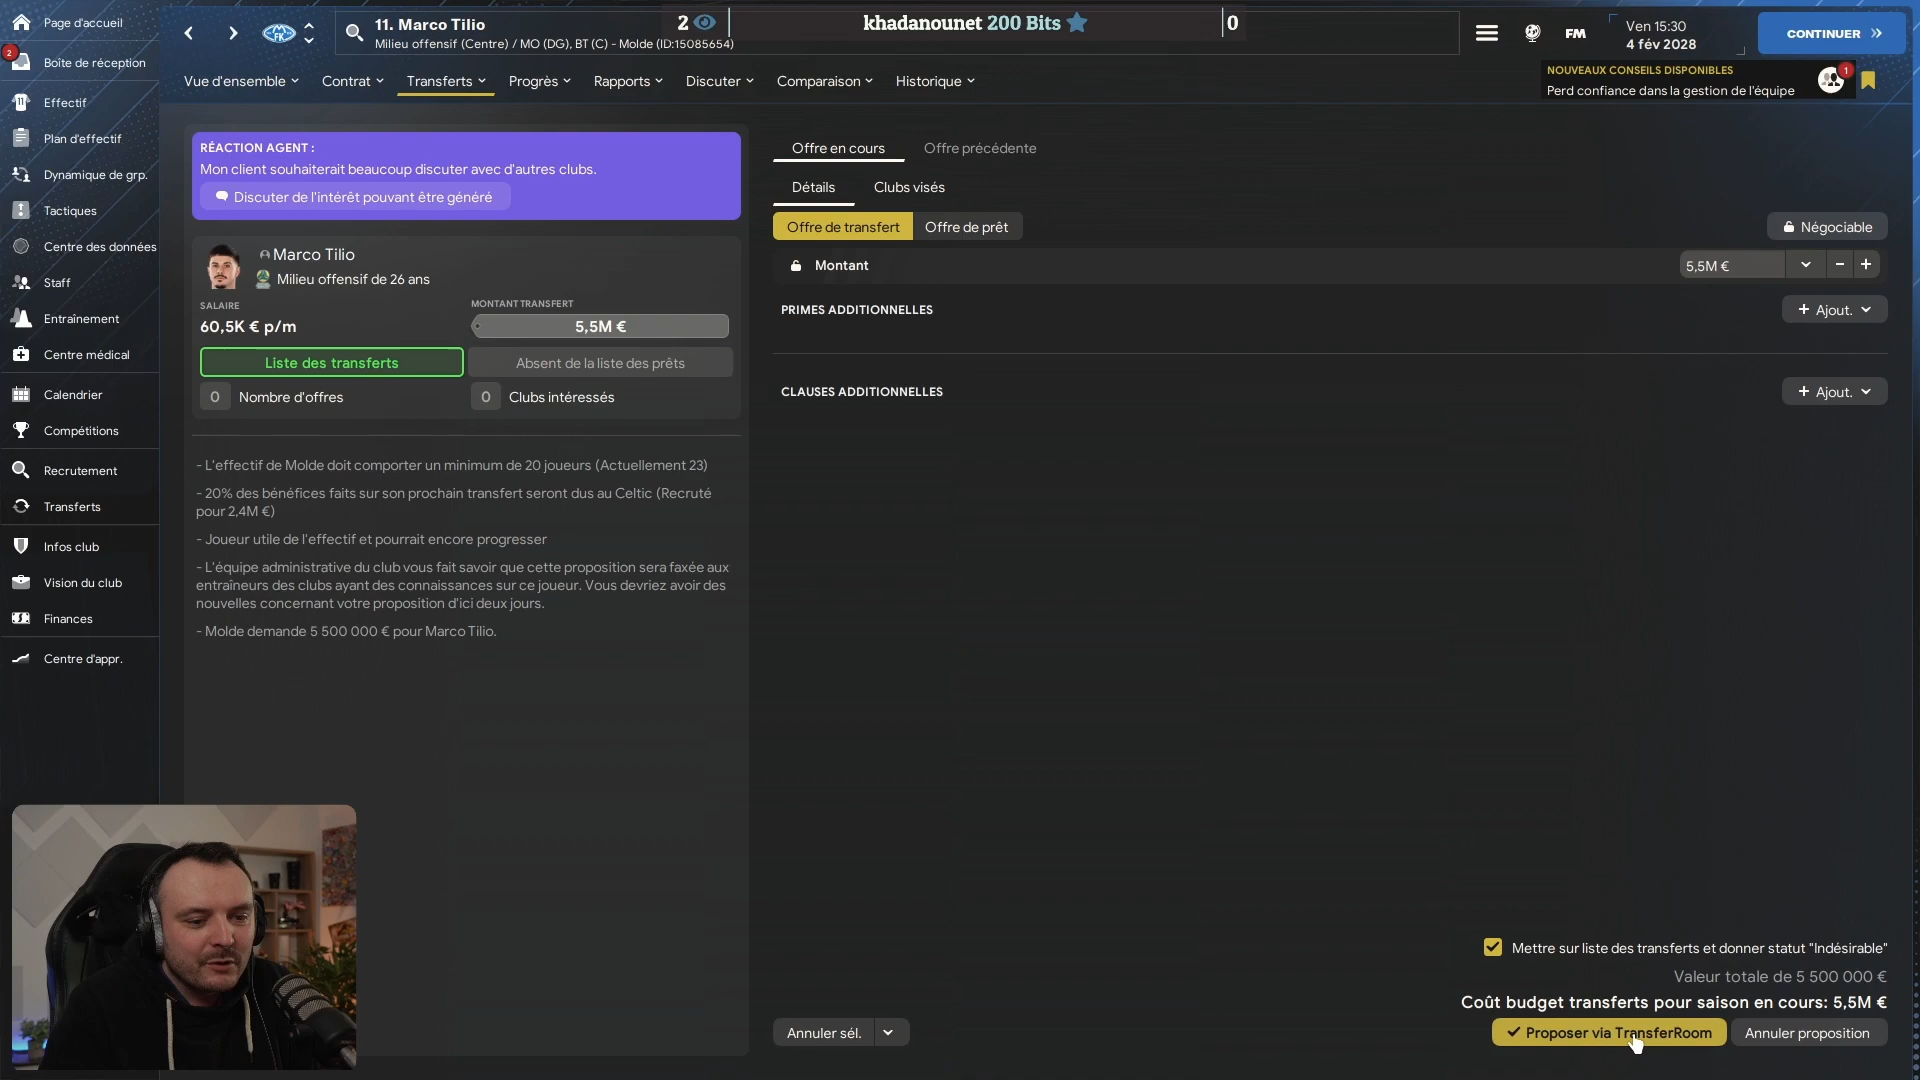 Page d'accueil
2
Boîte de réception
Effectif
Plan d'effectif
Dynamique de grp.
Tactiques
Centre des données
Staff
Entraînement
Centre médical
Calendrier
Compétitions
Recrutement
Transferts
Infos club
Vision du club
Finances
Centre d'appr.
11. Marco Tilio
Milieu offensif (Centre) / MO (DG), BT (C) - Molde (ID:15085654)
2
khadanounet 200 Bits
0
FM
Ven 15:30
4 fév 2028
CONTINUER
Vue d'ensemble
Contrat
Transferts
Progrès
Rapports
Discuter
Comparaison
Historique
NOUVEAUX CONSEILS DISPONIBLES
Perd confiance dans la gestion de l'équipe
1
RÉACTION AGENT :
Mon client souhaiterait beaucoup discuter avec d'autres clubs.
Discuter de l'intérêt pouvant être généré
Marco Tilio
Milieu offensif de 26 ans
SALAIRE
60,5K € p/m
MONTANT TRANSFERT
5,5M €
Liste des transferts
Absent de la liste des prêts
0 Nombre d'offres
0 Clubs intéressés
- L'effectif de Molde doit comporter un minimum de 20 joueurs (Actuellement 23)
- 20% des bénéfices faits sur son prochain transfert seront dus au Celtic (Recruté
pour 2,4M €)
- Joueur utile de l'effectif et pourrait encore progresser
- L'équipe administrative du club vous fait savoir que cette proposition sera faxée aux
entraîneurs des clubs ayant des connaissances sur ce joueur. Vous devriez avoir des
nouvelles concernant votre proposition d'ici deux jours.
- Molde demande 5 500 000 € pour Marco Tilio.
Offre en cours
Offre précédente
Détails
Clubs visés
Offre de transfert
Offre de prêt
Négociable
Montant
5,5M €
PRIMES ADDITIONNELLES
+ Ajout.
CLAUSES ADDITIONNELLES
+ Ajout.
Mettre sur liste des transferts et donner statut "Indésirable"
Valeur totale de 5 500 000 €
Coût budget transferts pour saison en cours: 5,5M €
Annuler sél.
Proposer via TransferRoom
Annuler proposition